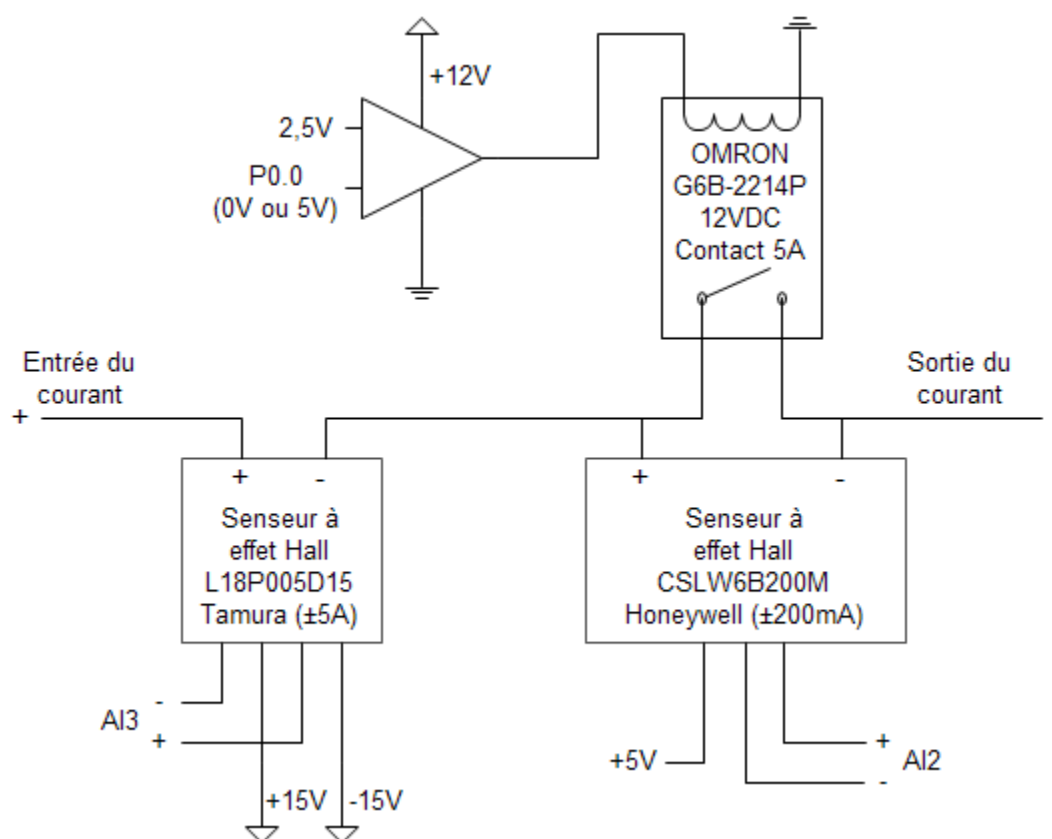 +12V
2,5V
P0.0
(0V ou 5V)
OMRON
G6B-2214P
12VDC
Contact 5A
Entrée du
courant
+
Sortie du
courant
+ -
Senseur à
effet Hall
L18P005D15
Tamura (±5A)
+ -
Senseur à
effet Hall
CSLW6B200M
Honeywell (±200mA)
-
AI3
+
+15V
-15V
+5V
+
AI2
-